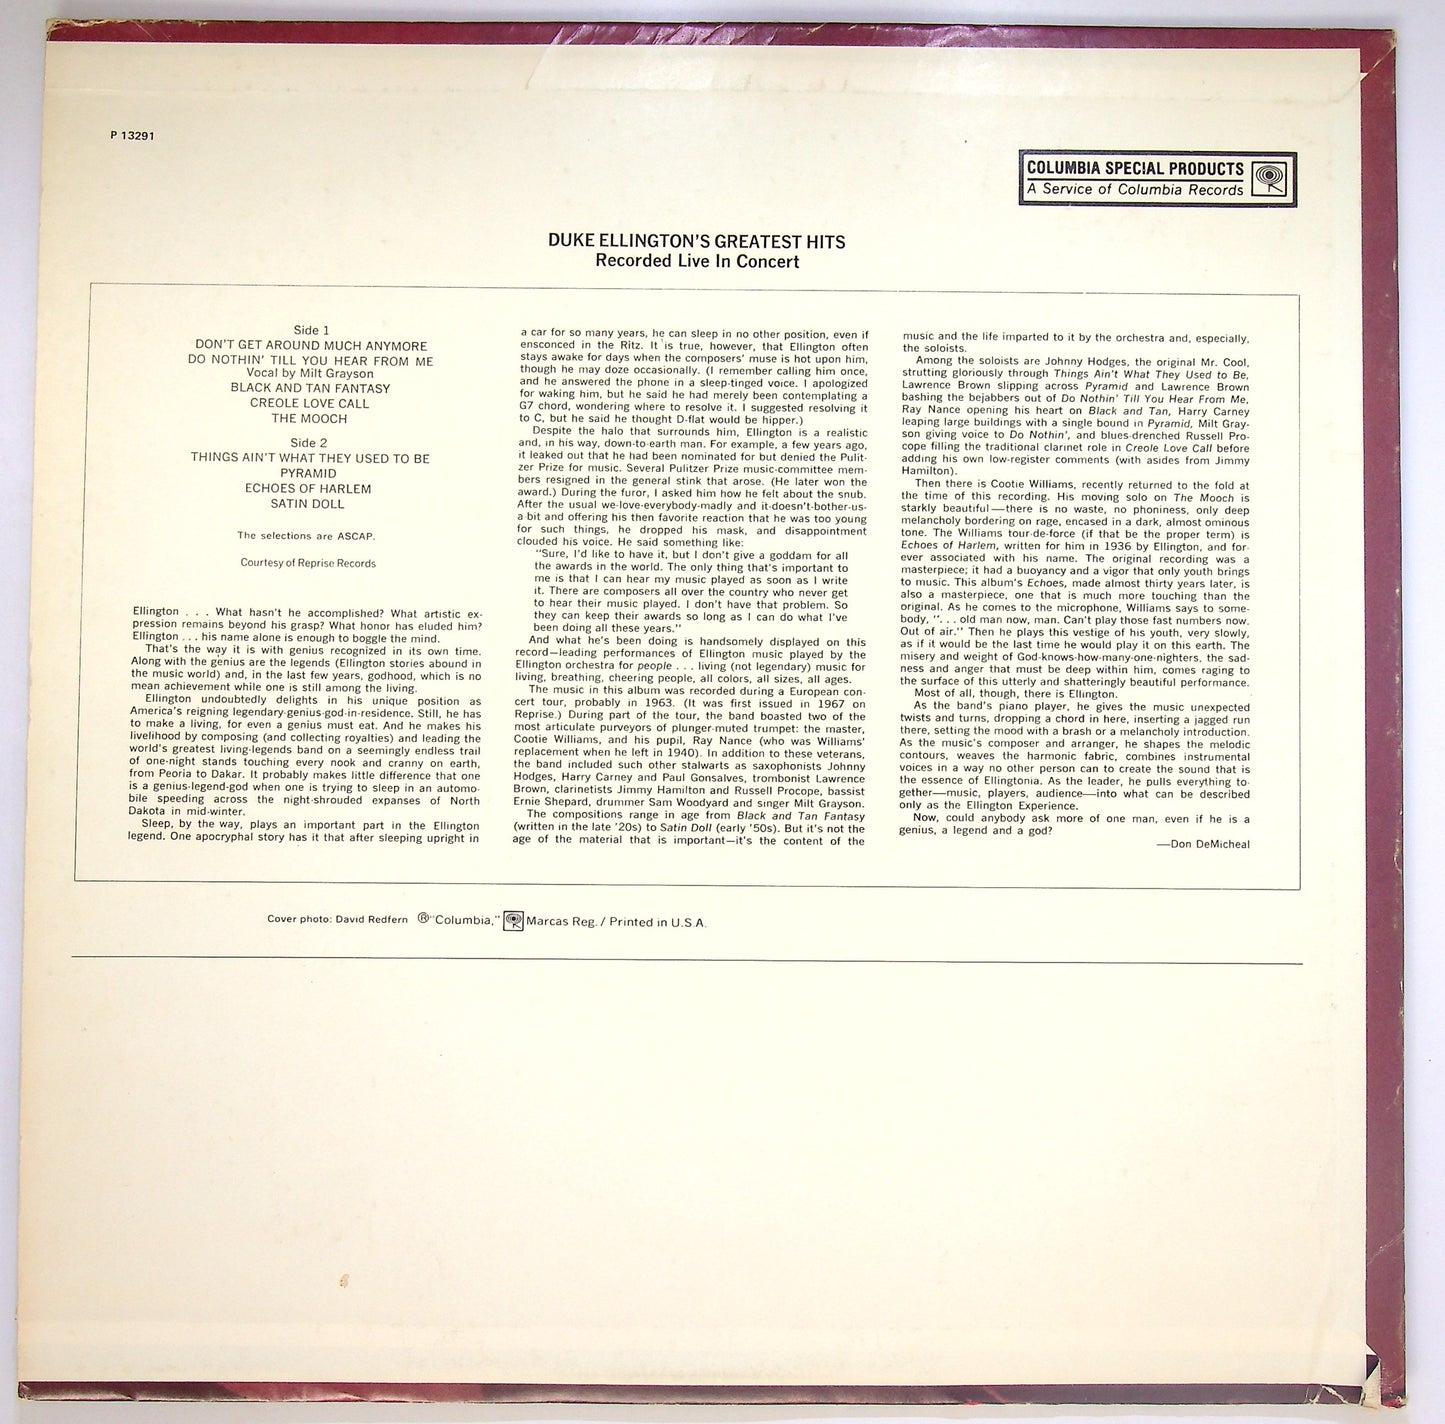 P 13291
COLUMBIA SPECIAL PRODUCTS
A Service of Columbia Records
DUKE ELLINGTON'S GREATEST HITS
Recorded Live In Concert
Side 1
DON'T GET AROUND MUCH ANYMORE
DO NOTHIN' TILL YOU HEAR FROM ME
Vocal by Milt Grayson
BLACK AND TAN FANTASY
CREOLE LOVE CALL
THE MOOCH
Side 2
THINGS AIN'T WHAT THEY USED TO BE
PYRAMID
ECHOES OF HARLEM
SATIN DOLL
The selections are ASCAP.
Courtesy of Reprise Records
Ellington . . . What hasn't he accomplished? What artistic ex-
pression remains beyond his grasp? What honor has eluded him?
Ellington . . . his name alone is enough to boggle the mind.
That's the way it is with genius recognized in its own time.
Along with the genius are the legends (Ellington stories abound in
the music world) and, in the last few years, godhood, which is no
mean achievement while one is still among the living.
Ellington undoubtedly delights in his unique position as
America's reigning legendary-genius-god-in-residence. Still, he has
to make a living, for even a genius must eat. And he makes his
livelihood by composing (and collecting royalties) and leading the
world's greatest living-legends band on a seemingly endless trail
of one-night stands touching every nook and cranny on earth,
from Peoria to Dakar. It probably makes little difference that one
is a genius-legend-god when one is trying to sleep in an automo-
bile speeding across the night-shrouded expanses of North
Dakota in mid-winter.
Sleep, by the way, plays an important part in the Ellington
legend. One apocryphal story has it that after sleeping upright in
a car for so many years, he can sleep in no other position, even if
ensconced in the Ritz. It is true, however, that Ellington often
stays awake for days when the composers' muse is hot upon him,
though he may doze occasionally. (I remember calling him once,
and he answered the phone in a sleep-tinged voice. I apologized
for waking him, but he said he had merely been contemplating a
G7 chord, wondering where to resolve it. I suggested resolving it
to C, but he said he thought D-flat would be hipper.)
Despite the halo that surrounds him, Ellington is a realistic
and, in his way, down-to-earth man. For example, a few years ago,
it leaked out that he had been nominated for but denied the Pulit-
zer Prize for music. Several Pulitzer Prize music-committee mem-
bers resigned in the general stink that arose. (He later won the
award.) During the furor, I asked him how he felt about the snub.
After the usual we-love-everybody-madly and it-doesn't-bother-us-
a-bit and offering his then favorite reaction that he was too young
for such things, he dropped his mask, and disappointment
clouded his voice. He said something like:
"Sure, I'd like to have it, but I don't give a goddam for all
the awards in the world. The only thing that's important to
me is that I can hear my music played as soon as I write
it. There are composers all over the country who never get
to hear their music played. I don't have that problem. So
they can keep their awards so long as I can do what I've
been doing all these years."
And what he's been doing is handsomely displayed on this
record—leading performances of Ellington music played by the
Ellington orchestra for people . . . living (not legendary) music for
living, breathing, cheering people, all colors, all sizes, all ages.
The music in this album was recorded during a European con-
cert tour, probably in 1963. (It was first issued in 1967 on
Reprise.) During part of the tour, the band boasted two of the
most articulate purveyors of plunger-muted trumpet: the master,
Cootie Williams, and his pupil, Ray Nance (who was Williams'
replacement when he left in 1940). In addition to these veterans,
the band included such other stalwarts as saxophonists Johnny
Hodges, Harry Carney and Paul Gonsalves, trombonist Lawrence
Brown, clarinetists Jimmy Hamilton and Russell Procope, bassist
Ernie Shepard, drummer Sam Woodyard and singer Milt Grayson.
The compositions range in age from Black and Tan Fantasy
(written in the late '20s) to Satin Doll (early '50s). But it's not the
age of the material that is important—it's the content of the
music and the life imparted to it by the orchestra and, especially,
the soloists.
Among the soloists are Johnny Hodges, the original Mr. Cool,
strutting gloriously through Things Ain't What They Used to Be,
Lawrence Brown slipping across Pyramid and Lawrence Brown
bashing the bejabbers out of Do Nothin' Till You Hear From Me,
Ray Nance opening his heart on Black and Tan, Harry Carney
leaping large buildings with a single bound in Pyramid, Milt Gray-
son giving voice to Do Nothin', and blues-drenched Russell Pro-
cope filling the traditional clarinet role in Creole Love Call before
adding his own low-register comments (with asides from Jimmy
Hamilton).
Then there is Cootie Williams, recently returned to the fold at
the time of this recording. His moving solo on The Mooch is
starkly beautiful—there is no waste, no phoniness, only deep
melancholy bordering on rage, encased in a dark, almost ominous
tone. The Williams tour-de-force (if that be the proper term) is
Echoes of Harlem, written for him in 1936 by Ellington, and for-
ever associated with his name. The original recording was a
masterpiece; it had a buoyancy and a vigor that only youth brings
to music. This album's Echoes, made almost thirty years later, is
also a masterpiece, one that is much more touching than the
original. As he comes to the microphone, Williams says to some-
body, ". . . old man now, man. Can't play those fast numbers now.
Out of air." Then he plays this vestige of his youth, very slowly,
as if it would be the last time he would play it on this earth. The
misery and weight of God-knows-how-many-one-nighters, the sad-
ness and anger that must be deep within him, comes raging to
the surface of this utterly and shatteringly beautiful performance.
Most of all, though, there is Ellington.
As the band's piano player, he gives the music unexpected
twists and turns, dropping a chord in here, inserting a jagged run
there, setting the mood with a brash or a melancholy introduction.
As the music's composer and arranger, he shapes the melodic
contours, weaves the harmonic fabric, combines instrumental
voices in a way no other person can to create the sound that is
the essence of Ellingtonia. As the leader, he pulls everything to-
gether—music, players, audience—into what can be described
only as the Ellington Experience.
Now, could anybody ask more of one man, even if he is a
genius, a legend and a god?
—Don DeMicheal
Cover photo: David Redfern ® "Columbia," Marcas Reg. / Printed in U.S.A.